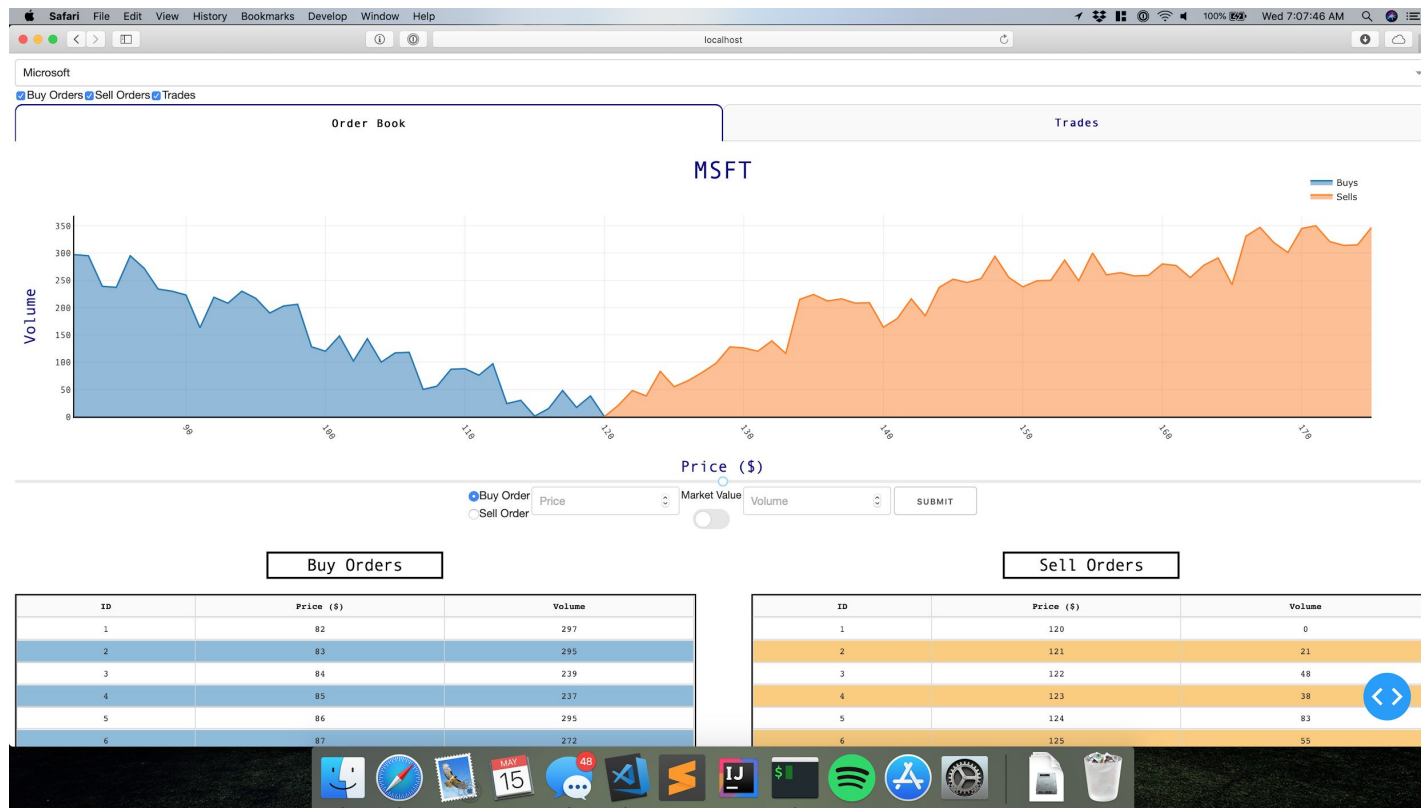 Safari File Edit View History Bookmarks Develop Window Help 100% Wed 7:07:46 AM
localhost
Microsoft
Buy Orders Sell Orders Trades
Order Book Trades
MSFT
Buys
Sells
350
300
250
200
150
100
50
0
Volume
90 100 110 120 130 140 150 160 170
Price ($)
Buy Order Price Market Value Volume SUBMIT
Sell Order
Buy Orders Sell Orders
ID Price ($) Volume ID Price ($) Volume
1 82 297 1 120 0
2 83 295 2 121 21
3 84 239 3 122 48
4 85 237 4 123 38
5 86 295 5 124 83
6 87 272 6 125 55
48
MAY
15
IJ
$